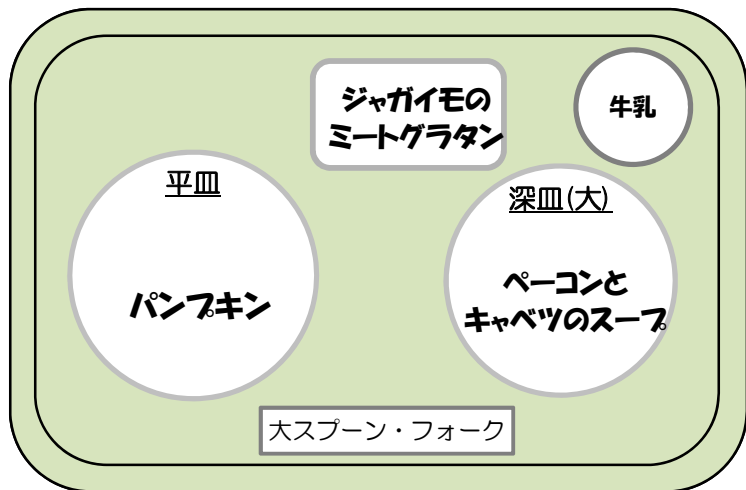 ジャガイモの
ミートグラタン
牛乳
平皿
パンプキン
深皿(大)
ベーコンと
キャベツのスープ
大スプーン・フォーク